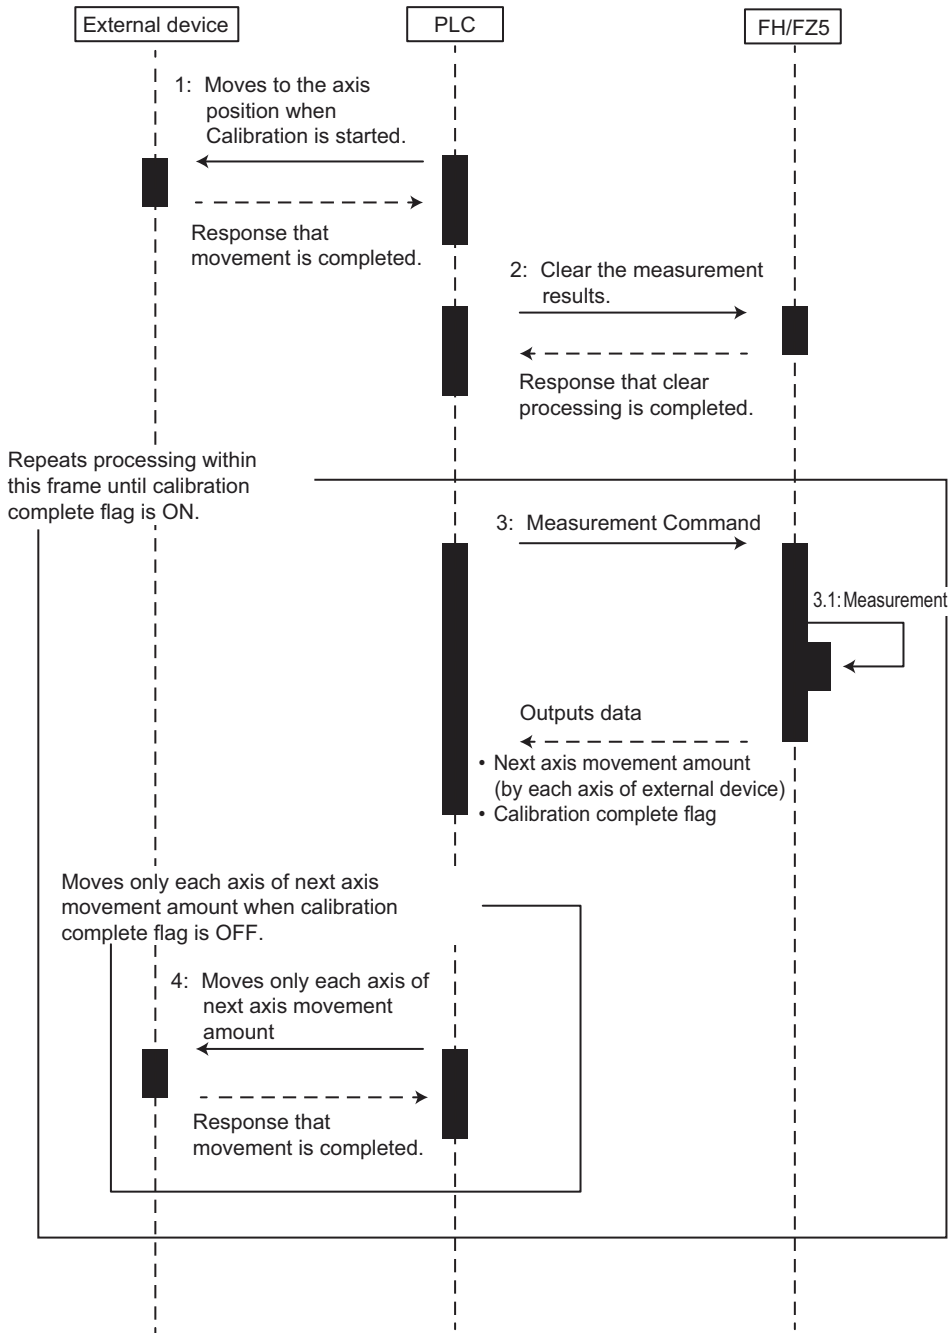 External device
PLC
FH/FZ5
1: Moves to the axis
position when
Calibration is started.
Response that
movement is completed.
2: Clear the measurement
results.
Response that clear
processing is completed.
Repeats processing within
this frame until calibration
complete flag is ON.
3: Measurement Command
3.1: Measurement
Outputs data
• Next axis movement amount
(by each axis of external device)
• Calibration complete flag
Moves only each axis of next axis
movement amount when calibration
complete flag is OFF.
4: Moves only each axis of
next axis movement
amount
Response that
movement is completed.